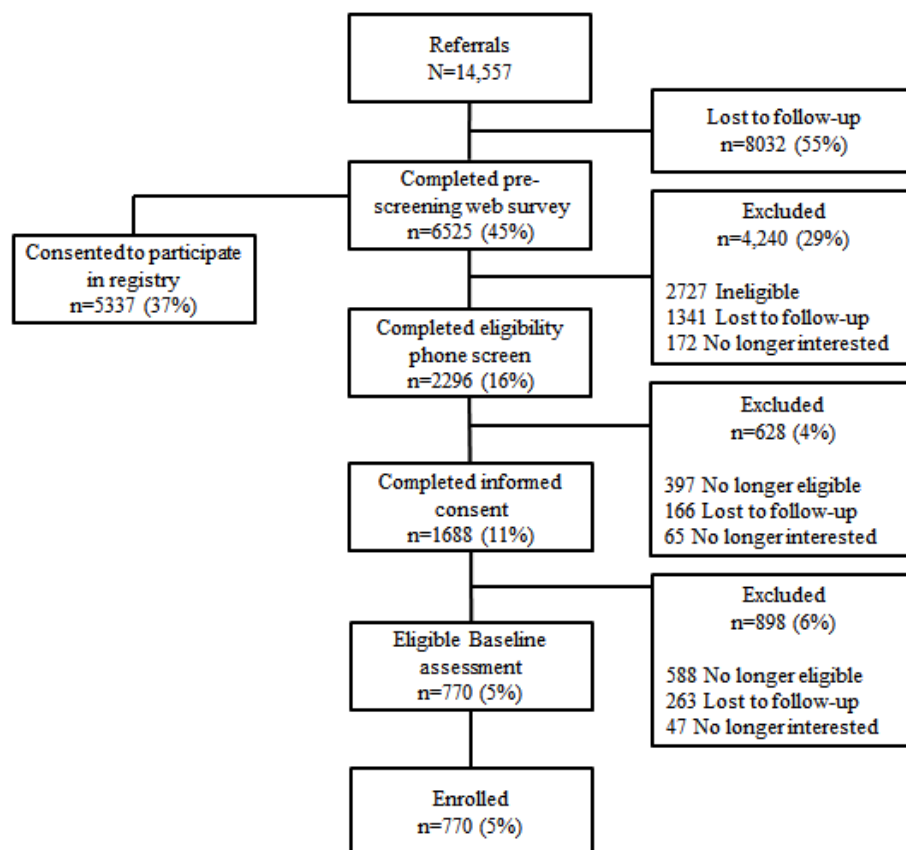 Referrals
N=14,557
Lost to follow-up
n=8032 (55%)
Completed pre-
screening web survey
n=6525 (45%)
Consented to participate
in registry
n=5337 (37%)
Excluded
n=4,240 (29%)
2727 Ineligible
1341 Lost to follow-up
172 No longer interested
Completed eligibility
phone screen
n=2296 (16%)
Excluded
n=628 (4%)
397 No longer eligible
166 Lost to follow-up
65 No longer interested
Completed informed
consent
n=1688 (11%)
Excluded
n=898 (6%)
588 No longer eligible
263 Lost to follow-up
47 No longer interested
Eligible Baseline
assessment
n=770 (5%)
Enrolled
n=770 (5%)